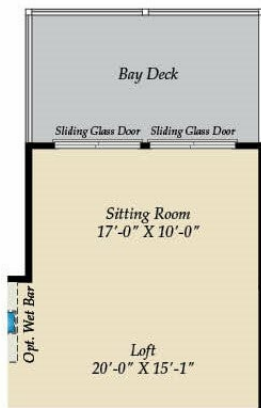 Bay Deck
Sliding Glass Door Sliding Glass Door
Sitting Room
17'-0" X 10'-0"
Opt. Wet Bar
Loft
20'-0" X 15'-1"